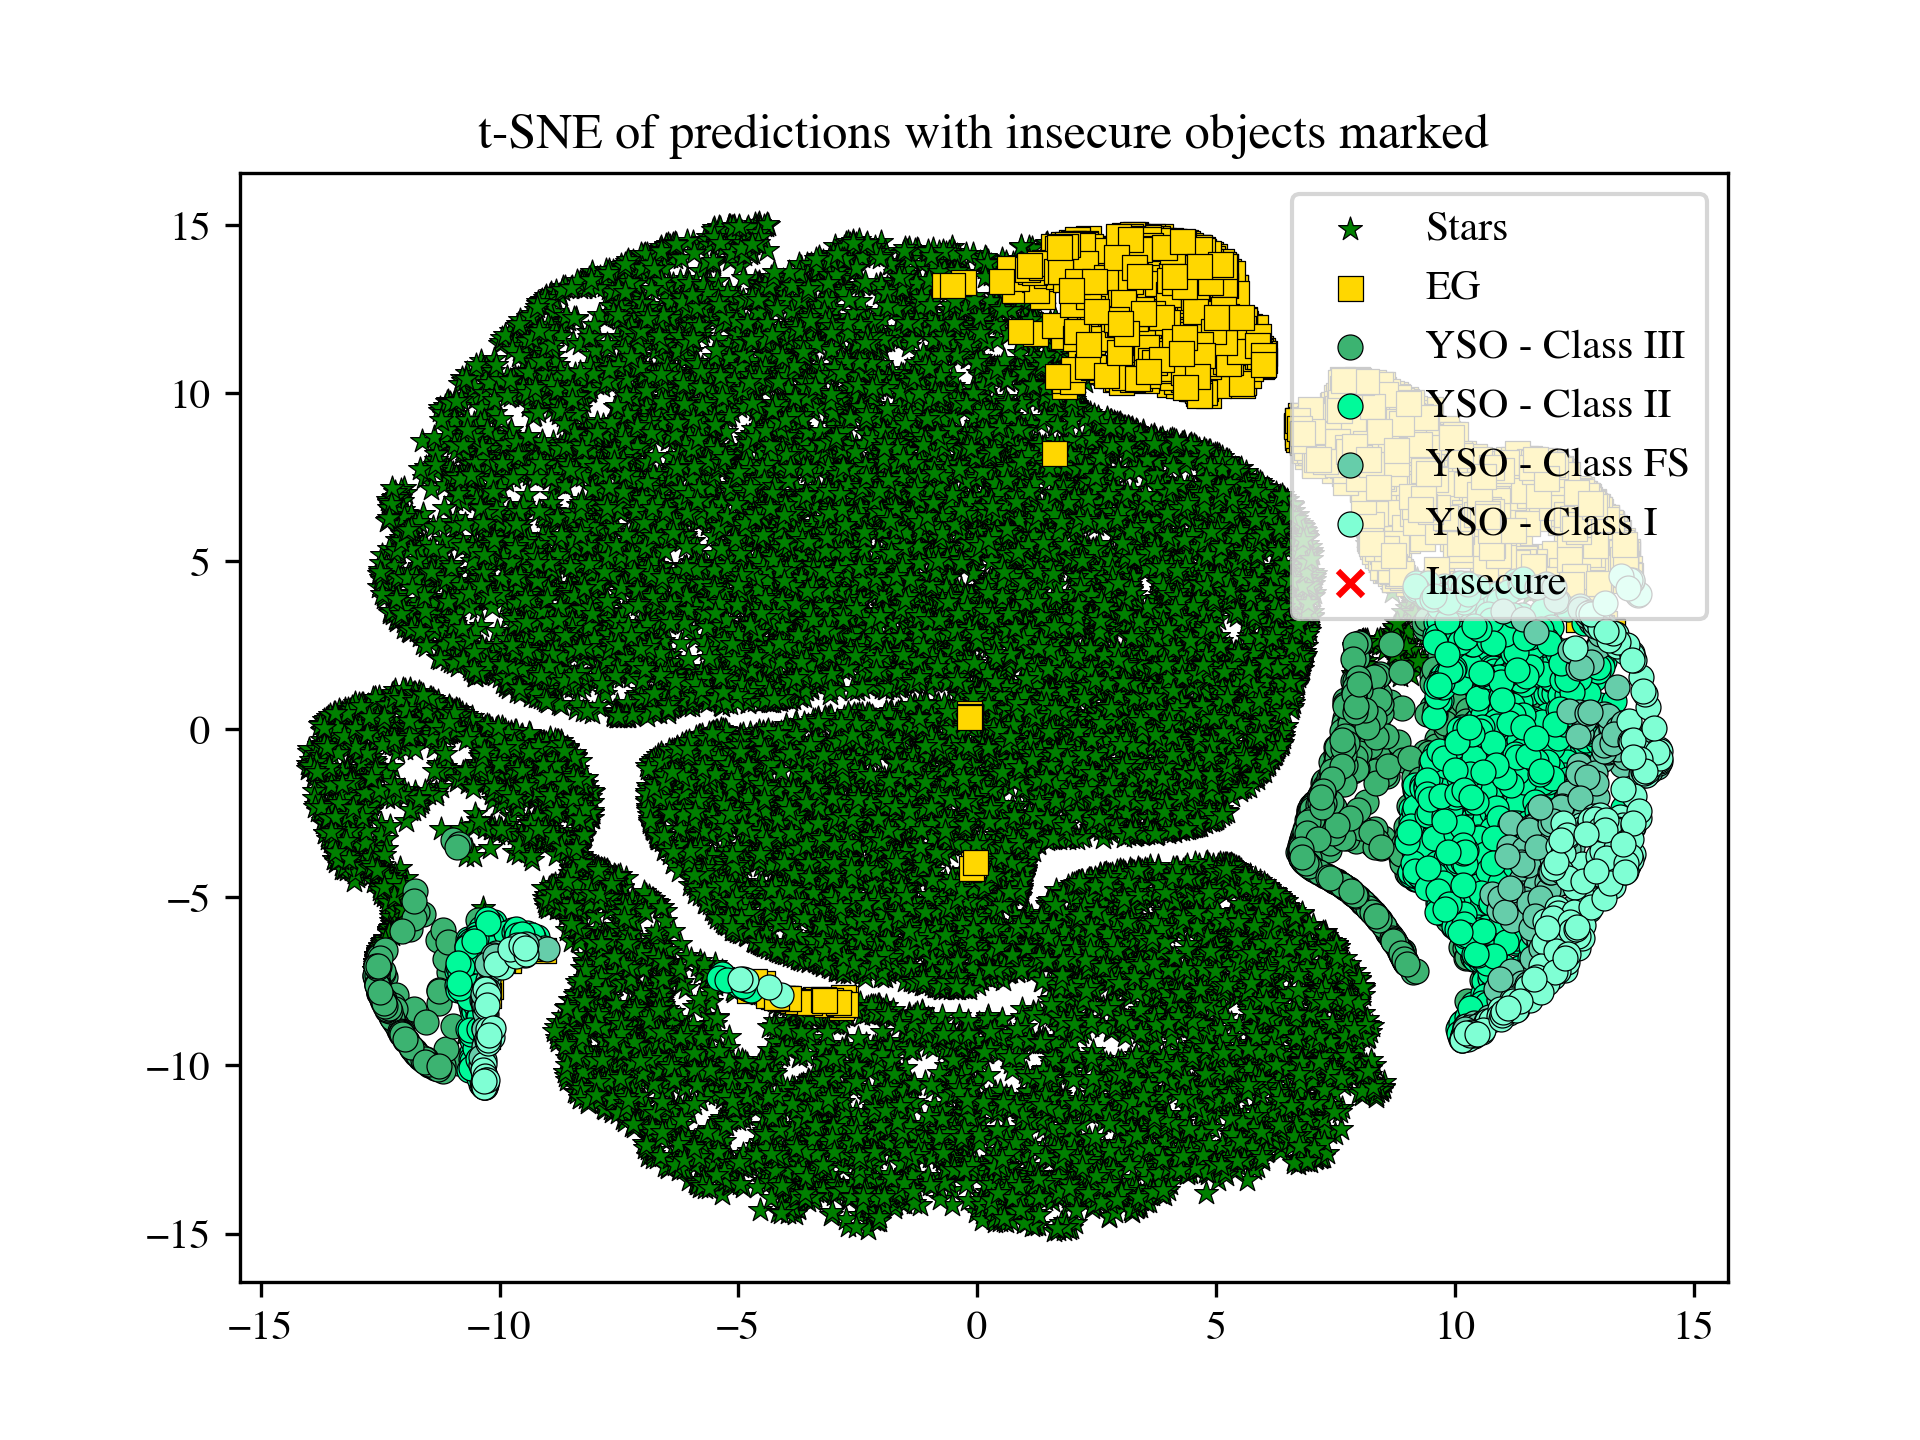 t-SNE of predictions with insecure objects marked
Stars
EG
YSO - Class III
YSO - Class II
YSO - Class FS
YSO - Class I
Insecure
15
10
5
0
−5
−10
−15
−15 −10 −5 0 5 10 15